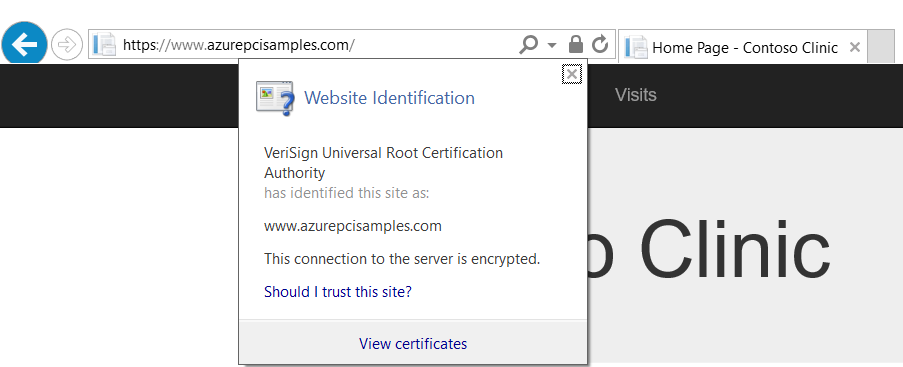 https://www.azurepcisamples.com/
Home Page - Contoso Clinic
Website Identification
Visits
VeriSign Universal Root Certification
Authority
has identified this site as:
www.azurepcisamples.com
This connection to the server is encrypted.
Should I trust this site?
o Clinic
View certificates